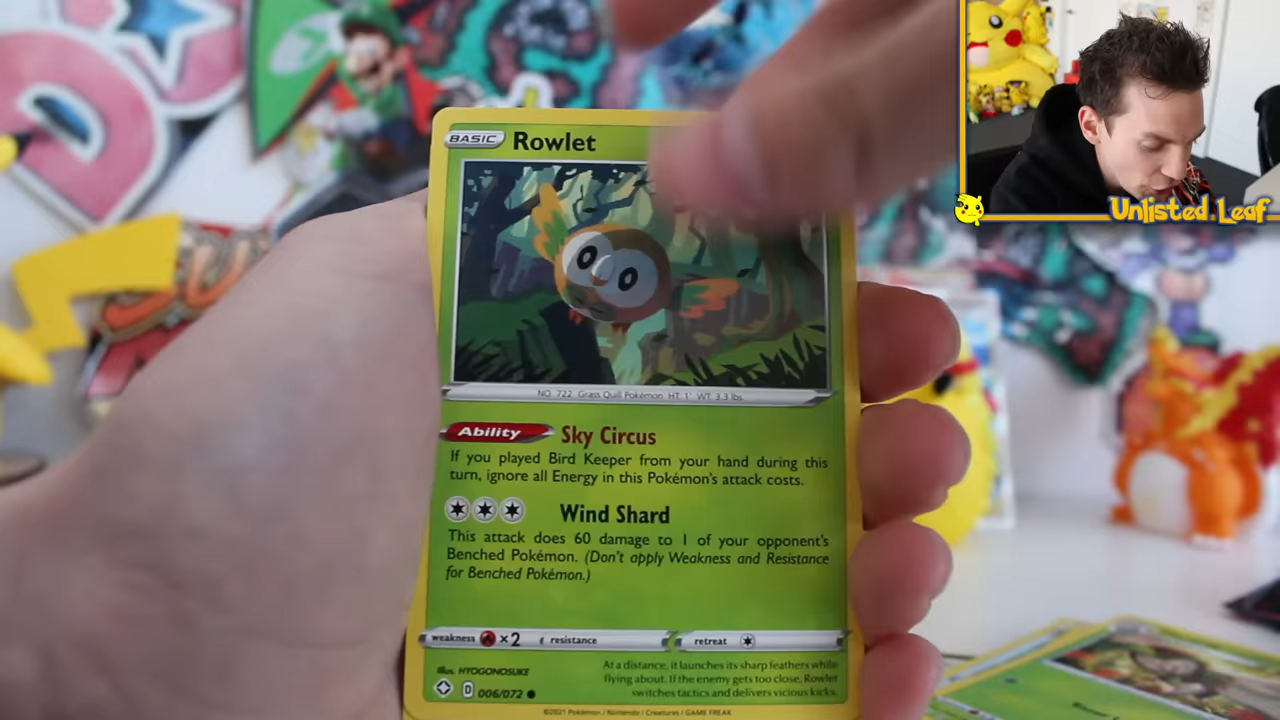 Unlisted Leaf
BASIC Rowlet
NO. 722 Grass Quill Pokémon HT. 1' WT. 3.3 lbs.
Ability Sky Circus
If you played Bird Keeper from your hand during this
turn, ignore all Energy in this Pokémon's attack costs.
Wind Shard
This attack does 60 damage to 1 of your opponent's
Benched Pokémon. (Don't apply Weakness and Resistance
for Benched Pokémon.)
weakness ×2 resistance retreat
Illus. HYOGONOSUKE
At a distance, it launches its sharp feathers while
flying about. If the enemy gets too close, Rowlet
switches tactics and delivers vicious kicks.
D 006/072
©2021 Pokémon / Nintendo / Creatures / GAME FREAK